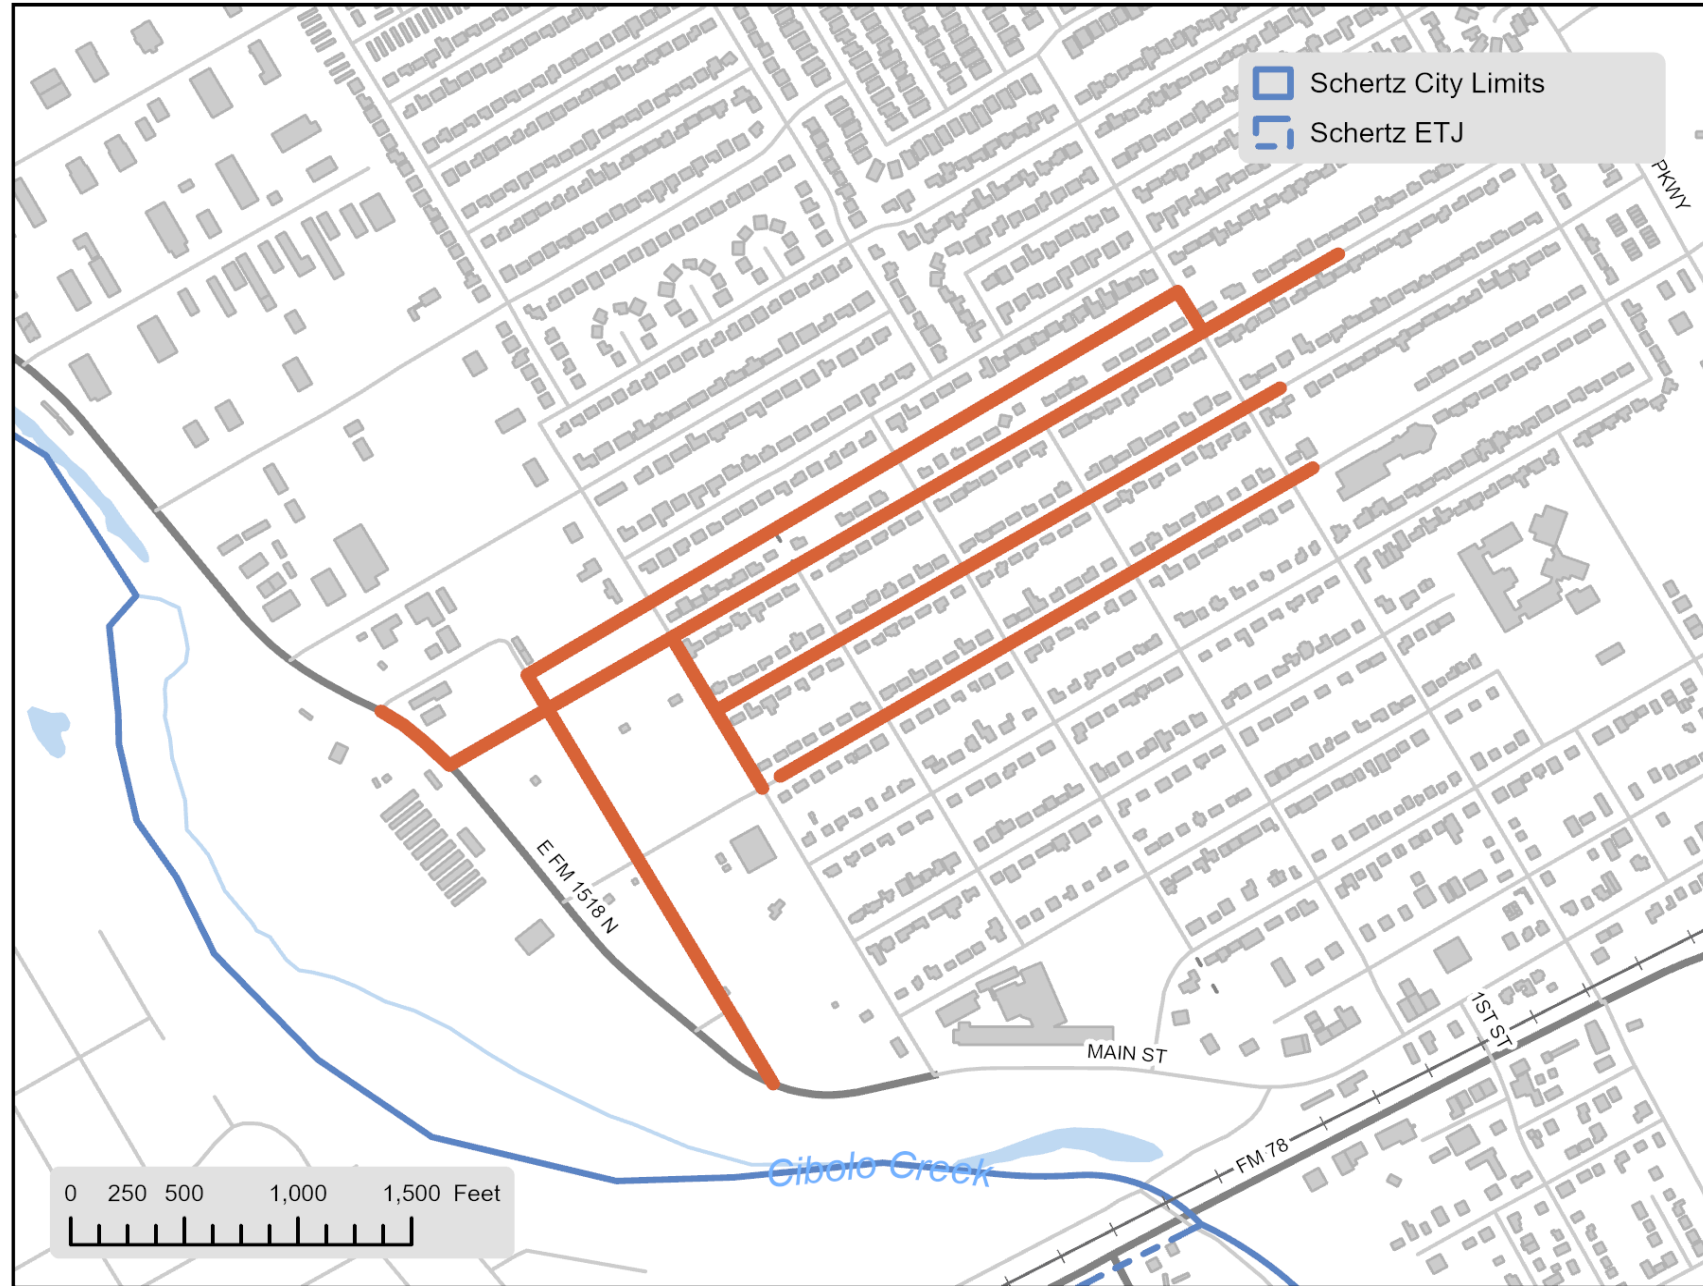 Schertz City Limits
Schertz ETJ
PKWY
E FM 1518 N
1ST ST
MAIN ST
FM 78
Cibolo Creek
0 250 500 1,000 1,500 Feet